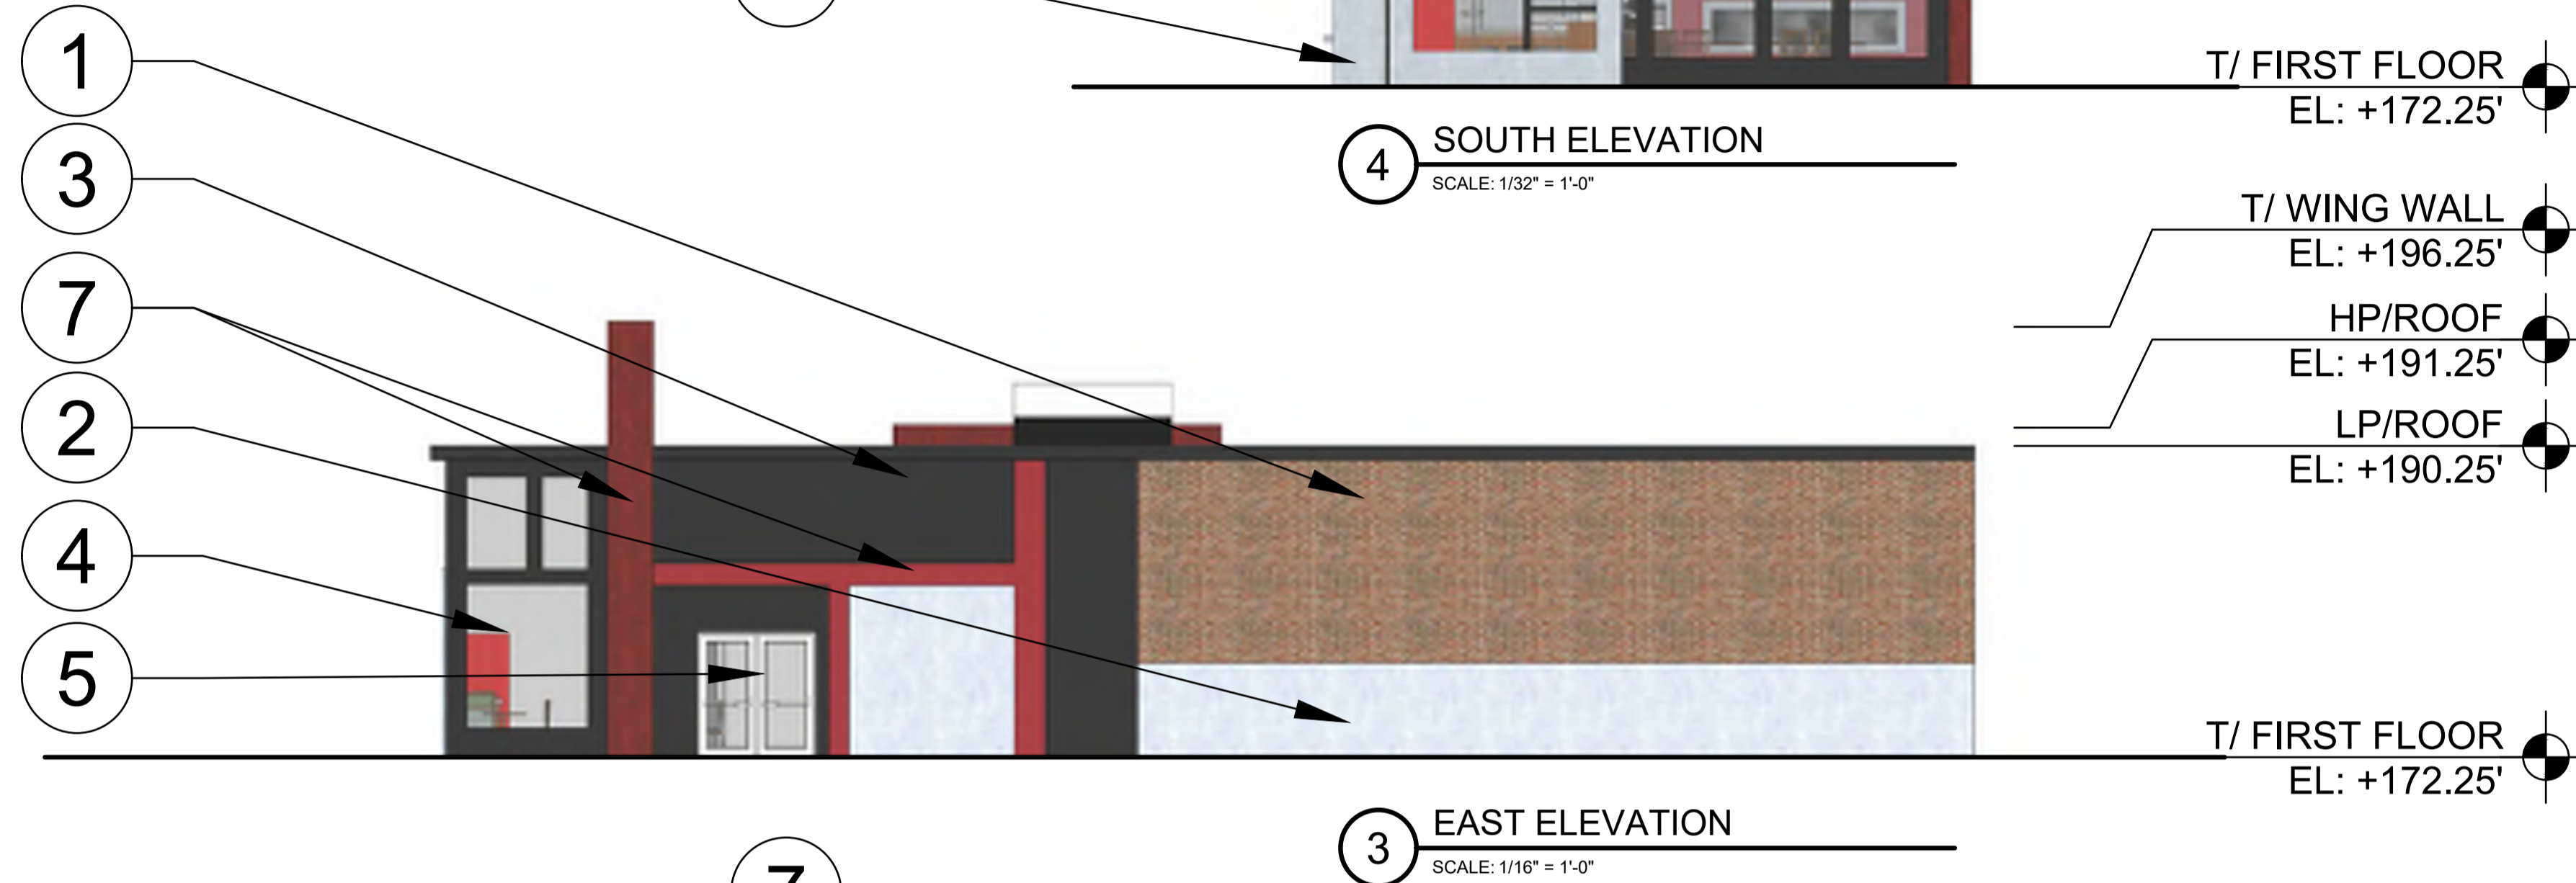 1
T/ FIRST FLOOR
EL: +172.25'
4
SOUTH ELEVATION
SCALE: 1/32" = 1'-0"
3
T/ WING WALL
EL: +196.25'
7
HP/ROOF
EL: +191.25'
2
LP/ROOF
EL: +190.25'
4
5
T/ FIRST FLOOR
EL: +172.25'
3
EAST ELEVATION
SCALE: 1/16" = 1'-0"
7